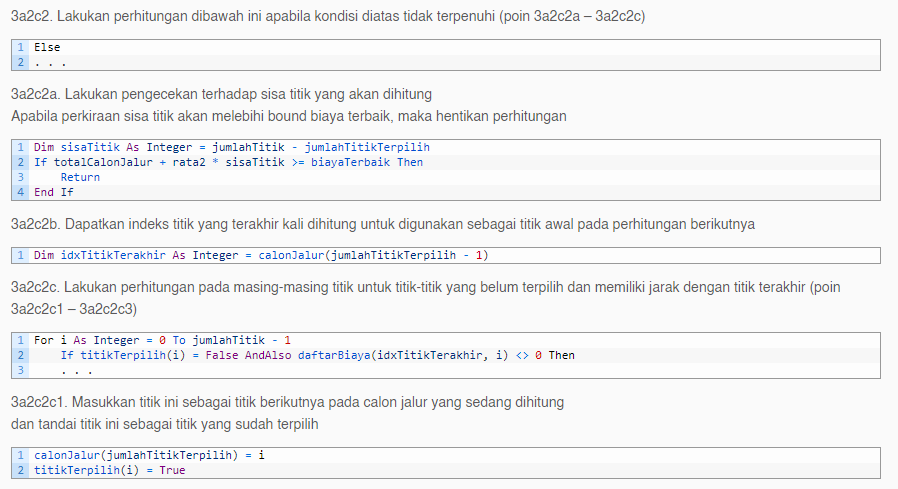 3a2c2. Lakukan perhitungan dibawah ini apabila kondisi diatas tidak terpenuhi (poin 3a2c2a – 3a2c2c)
1 Else
2 . . .
3a2c2a. Lakukan pengecekan terhadap sisa titik yang akan dihitung
Apabila perkiraan sisa titik akan melebihi bound biaya terbaik, maka hentikan perhitungan
1 Dim sisaTitik As Integer = jumlahTitik - jumlahTitikTerpilih
2 If totalCalonJalur + rata2 * sisaTitik >= biayaTerbaik Then
3     Return
4 End If
3a2c2b. Dapatkan indeks titik yang terakhir kali dihitung untuk digunakan sebagai titik awal pada perhitungan berikutnya
1 Dim idxTitikTerakhir As Integer = calonJalur(jumlahTitikTerpilih - 1)
3a2c2c. Lakukan perhitungan pada masing-masing titik untuk titik-titik yang belum terpilih dan memiliki jarak dengan titik terakhir (poin
3a2c2c1 – 3a2c2c3)
1 For i As Integer = 0 To jumlahTitik - 1
2     If titikTerpilih(i) = False AndAlso daftarBiaya(idxTitikTerakhir, i) <> 0 Then
3     . . .
3a2c2c1. Masukkan titik ini sebagai titik berikutnya pada calon jalur yang sedang dihitung
dan tandai titik ini sebagai titik yang sudah terpilih
1 calonJalur(jumlahTitikTerpilih) = i
2 titikTerpilih(i) = True